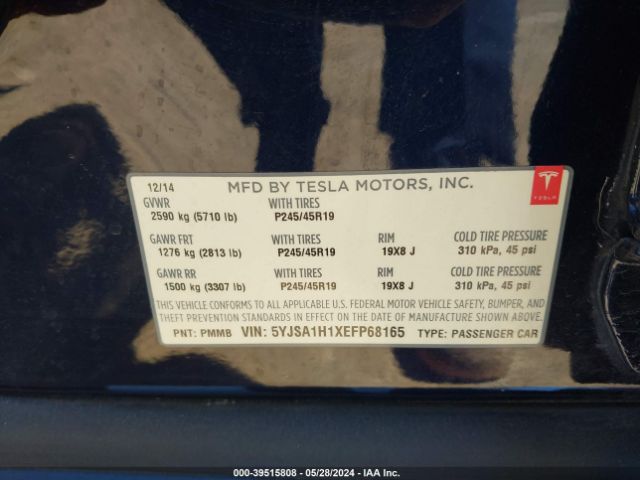 12/14 MFD BY TESLA MOTORS, INC.
TESLA
GVWR WITH TIRES
2590 kg (5710 lb) P245/45R19
GAWR FRT WITH TIRES RIM COLD TIRE PRESSURE
1276 kg (2813 lb) P245/45R19 19X8 J 310 kPa, 45 psi
GAWR RR WITH TIRES RIM COLD TIRE PRESSURE
1500 kg (3307 lb) P245/45R19 19X8 J 310 kPa, 45 psi
THIS VEHICLE CONFORMS TO ALL APPLICABLE U.S. FEDERAL MOTOR VEHICLE SAFETY, BUMPER, AND
THEFT PREVENTION STANDARDS IN EFFECT ON THE DATE OF MANUFACTURE SHOWN ABOVE.
PNT: PMMB VIN: 5YJSA1H1XEFP68165 TYPE: PASSENGER CAR
000-39515808 - 05/28/2024 - IAA Inc.